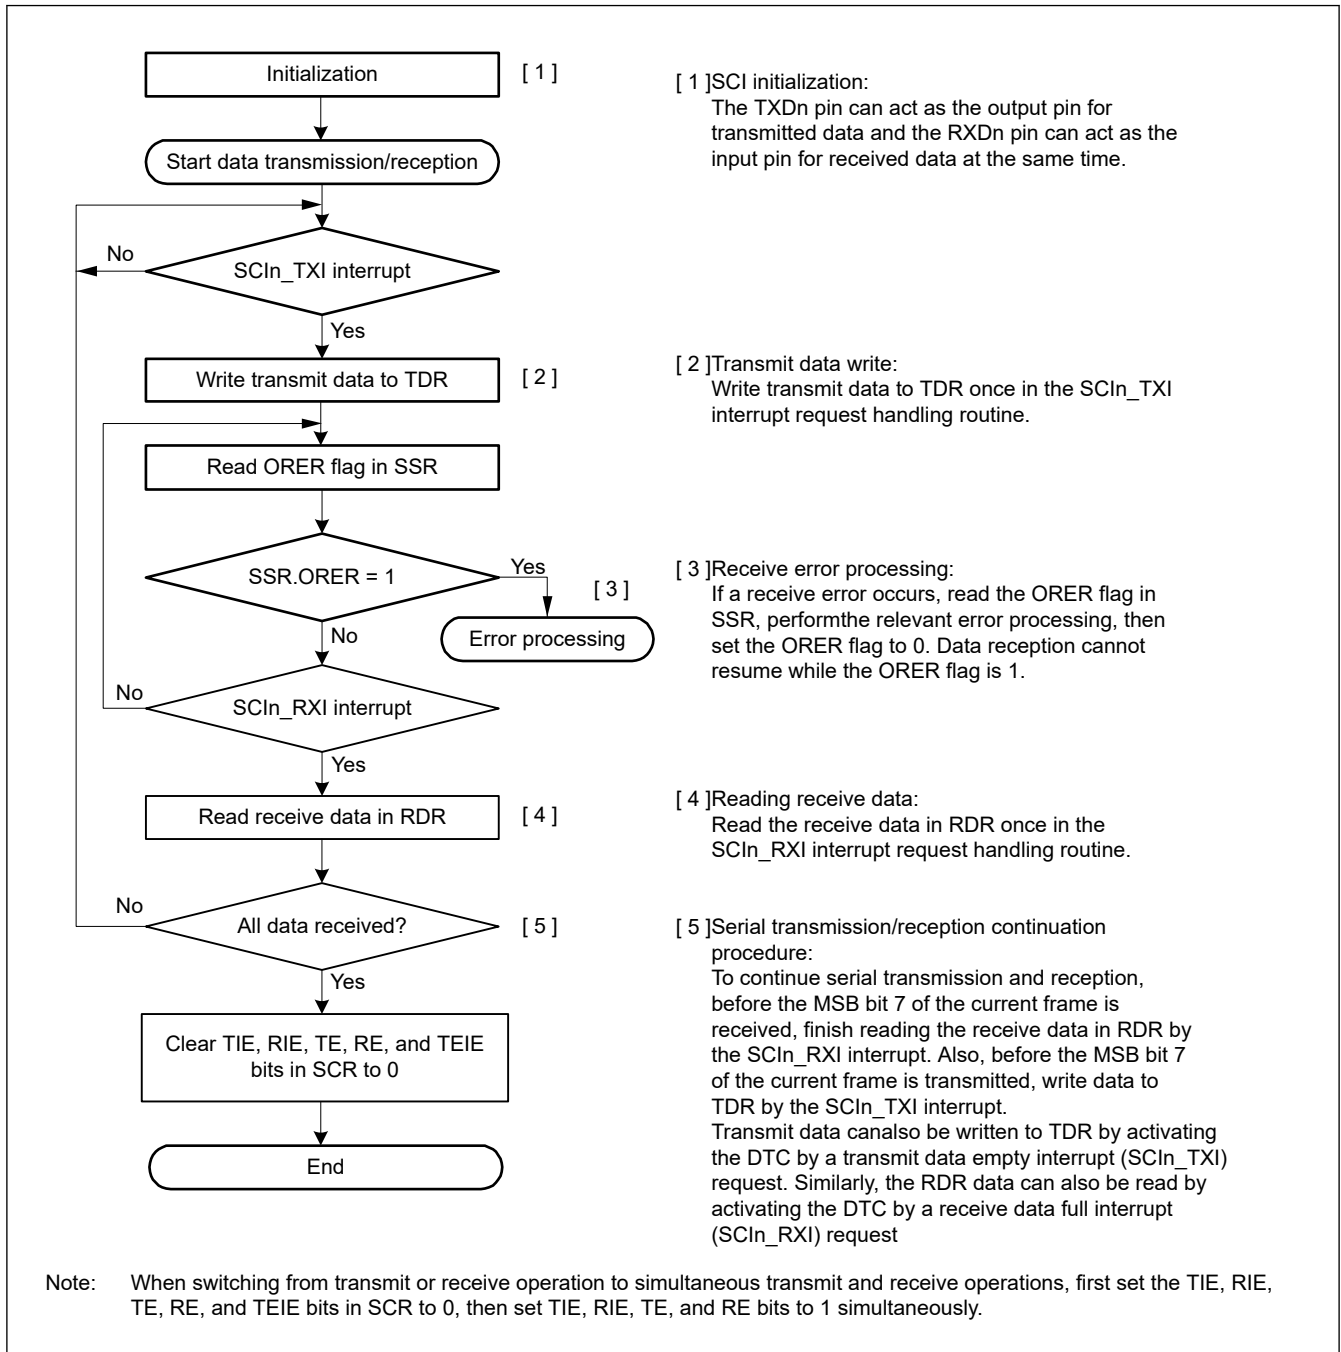 Initialization
[ 1 ]
Start data transmission/reception
No
SCIn_TXI interrupt
Yes
Write transmit data to TDR
[ 2 ]
Read ORER flag in SSR
SSR.ORER = 1
Yes
[ 3 ]
Error processing
No
No
SCIn_RXI interrupt
Yes
Read receive data in RDR
[ 4 ]
No
All data received?
[ 5 ]
Yes
Clear TIE, RIE, TE, RE, and TEIE
bits in SCR to 0
End
[ 1 ]SCI initialization:
The TXDn pin can act as the output pin for
transmitted data and the RXDn pin can act as the
input pin for received data at the same time.
[ 2 ]Transmit data write:
Write transmit data to TDR once in the SCIn_TXI
interrupt request handling routine.
[ 3 ]Receive error processing:
If a receive error occurs, read the ORER flag in
SSR, performthe relevant error processing, then
set the ORER flag to 0. Data reception cannot
resume while the ORER flag is 1.
[ 4 ]Reading receive data:
Read the receive data in RDR once in the
SCIn_RXI interrupt request handling routine.
[ 5 ]Serial transmission/reception continuation
procedure:
To continue serial transmission and reception,
before the MSB bit 7 of the current frame is
received, finish reading the receive data in RDR by
the SCIn_RXI interrupt. Also, before the MSB bit 7
of the current frame is transmitted, write data to
TDR by the SCIn_TXI interrupt.
Transmit data canalso be written to TDR by activating
the DTC by a transmit data empty interrupt (SCIn_TXI)
request. Similarly, the RDR data can also be read by
activating the DTC by a receive data full interrupt
(SCIn_RXI) request
Note: When switching from transmit or receive operation to simultaneous transmit and receive operations, first set the TIE, RIE,
TE, RE, and TEIE bits in SCR to 0, then set TIE, RIE, TE, and RE bits to 1 simultaneously.